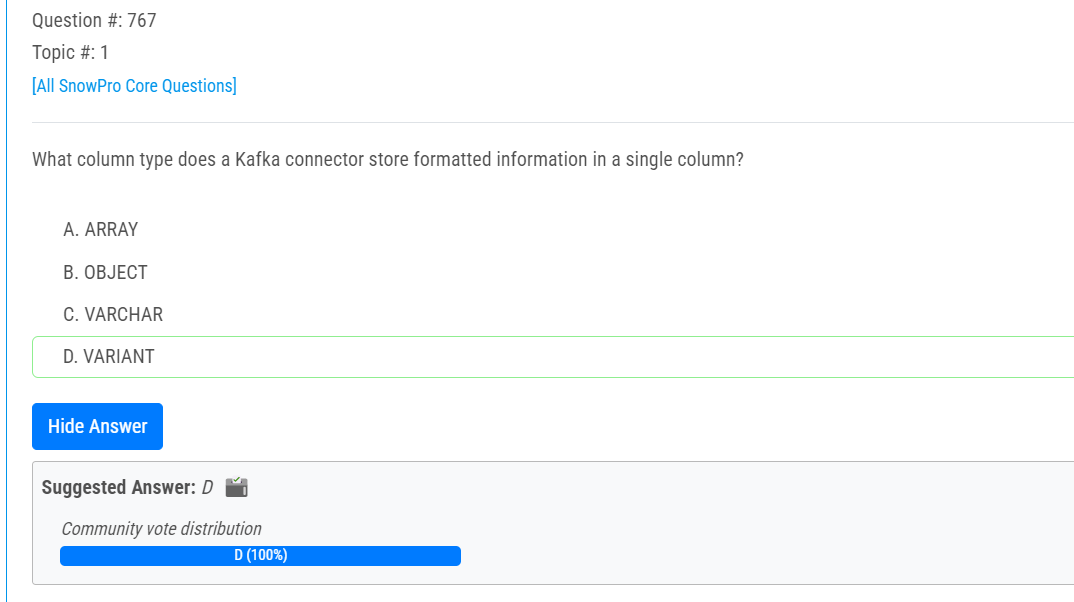 Question #: 767
Topic #: 1
[All SnowPro Core Questions]
What column type does a Kafka connector store formatted information in a single column?
A. ARRAY
B. OBJECT
C. VARCHAR
D. VARIANT
Hide Answer
Suggested Answer: D
Community vote distribution
D (100%)